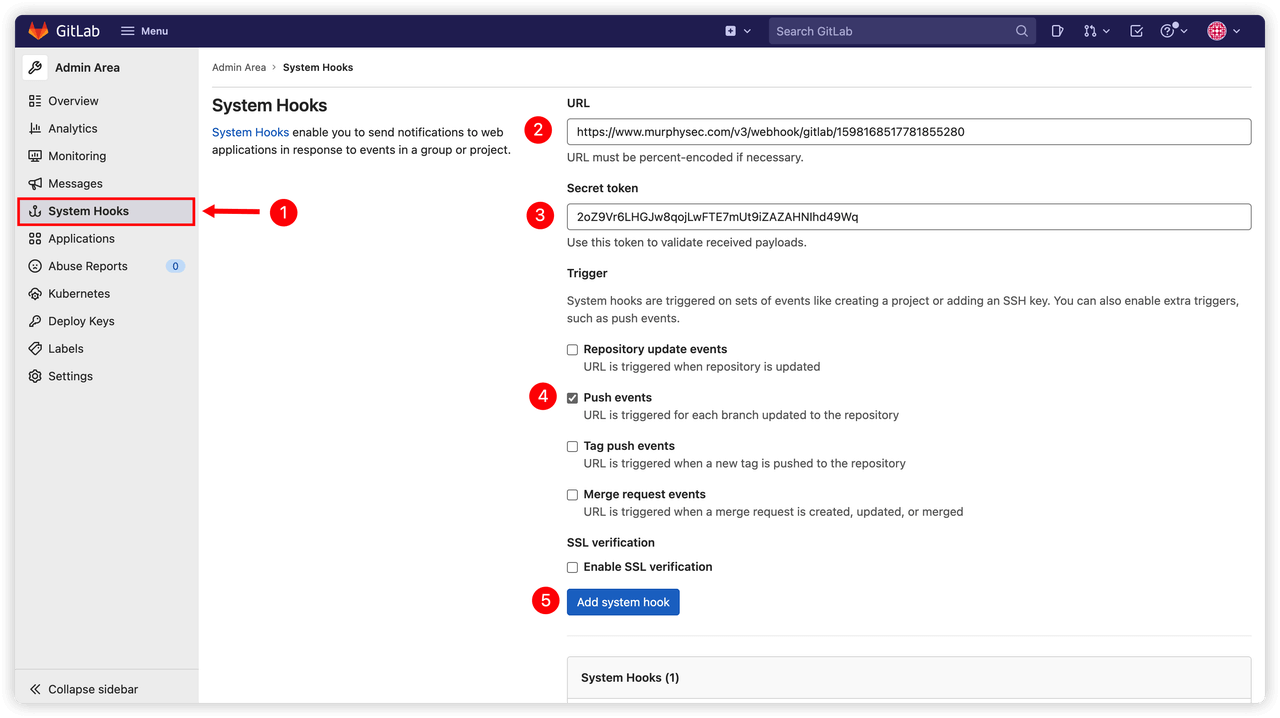 GitLab
Menu
Search GitLab
Admin Area
Overview
Analytics
Monitoring
Messages
System Hooks
1
Applications
Abuse Reports 0
Kubernetes
Deploy Keys
Labels
Settings
Collapse sidebar
Admin Area › System Hooks
System Hooks
System Hooks enable you to send notifications to web
applications in response to events in a group or project.
URL
2
https://www.murphysec.com/v3/webhook/gitlab/1598168517781855280
URL must be percent-encoded if necessary.
Secret token
3
2oZ9Vr6LHGJw8qojLwFTE7mUt9iZAZAHNlhd49Wq
Use this token to validate received payloads.
Trigger
System hooks are triggered on sets of events like creating a project or adding an SSH key. You can also enable extra triggers,
such as push events.
Repository update events
URL is triggered when repository is updated
4
Push events
URL is triggered for each branch updated to the repository
Tag push events
URL is triggered when a new tag is pushed to the repository
Merge request events
URL is triggered when a merge request is created, updated, or merged
SSL verification
Enable SSL verification
5
Add system hook
System Hooks (1)